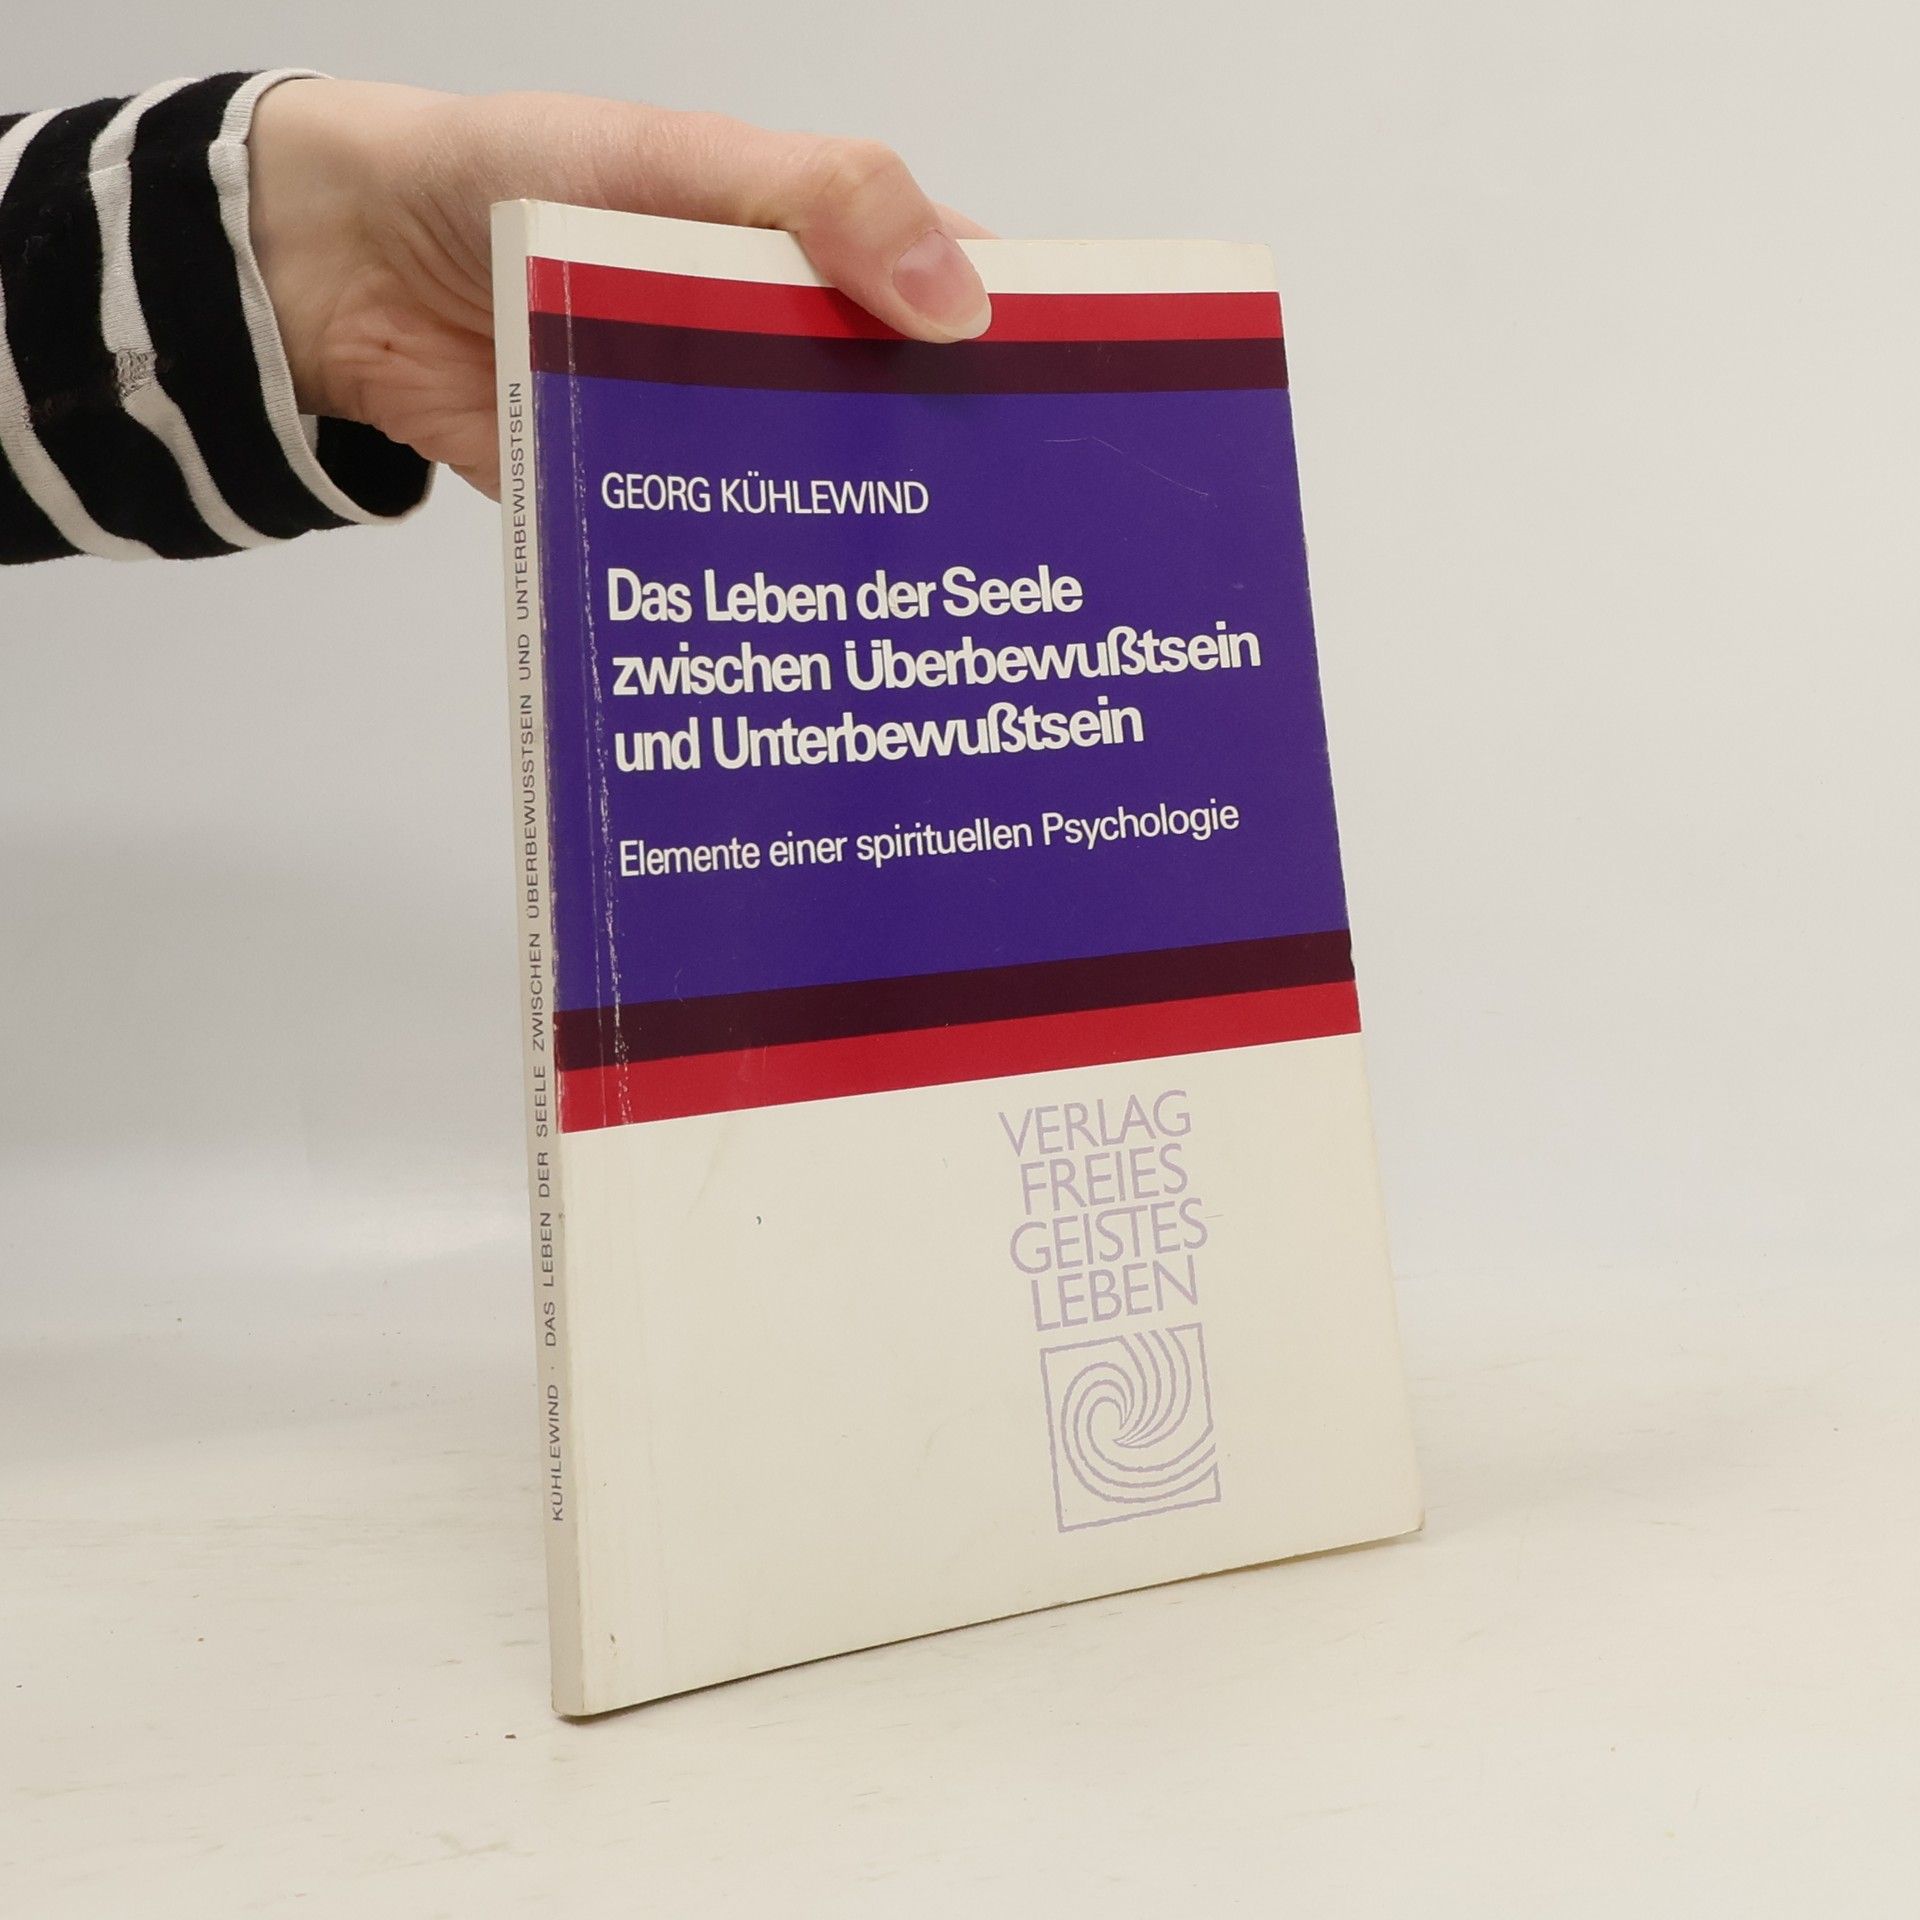 GEORG KÜHLEWIND
Das Leben der Seele
zwischen Überbewußtsein
und Unterbewußtsein
Elemente einer spirituellen Psychologie
VERLAG
FREIES
GEISTES-
LEBEN
KÜHLEWIND · DAS LEBEN DER SEELE ZWISCHEN ÜBERBEWUSSTSEIN UND UNTERBEWUSSTSEIN